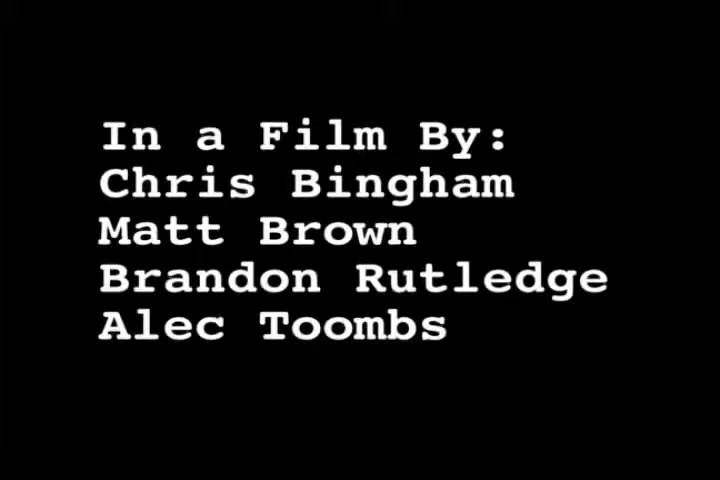 In a Film By:
Chris Bingham
Matt Brown
Brandon Rutledge
Alec Toombs